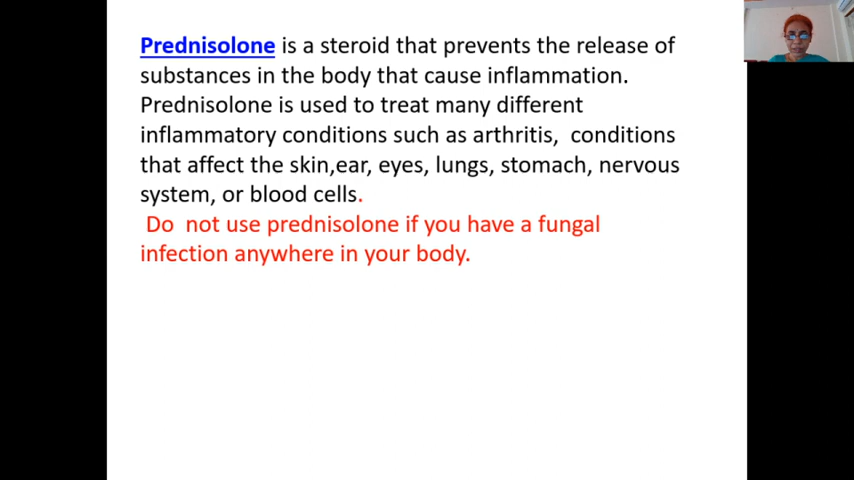 Prednisolone is a steroid that prevents the release of
substances in the body that cause inflammation.
Prednisolone is used to treat many different
inflammatory conditions such as arthritis,  conditions
that affect the skin,ear, eyes, lungs, stomach, nervous
system, or blood cells.
Do  not use prednisolone if you have a fungal
infection anywhere in your body.